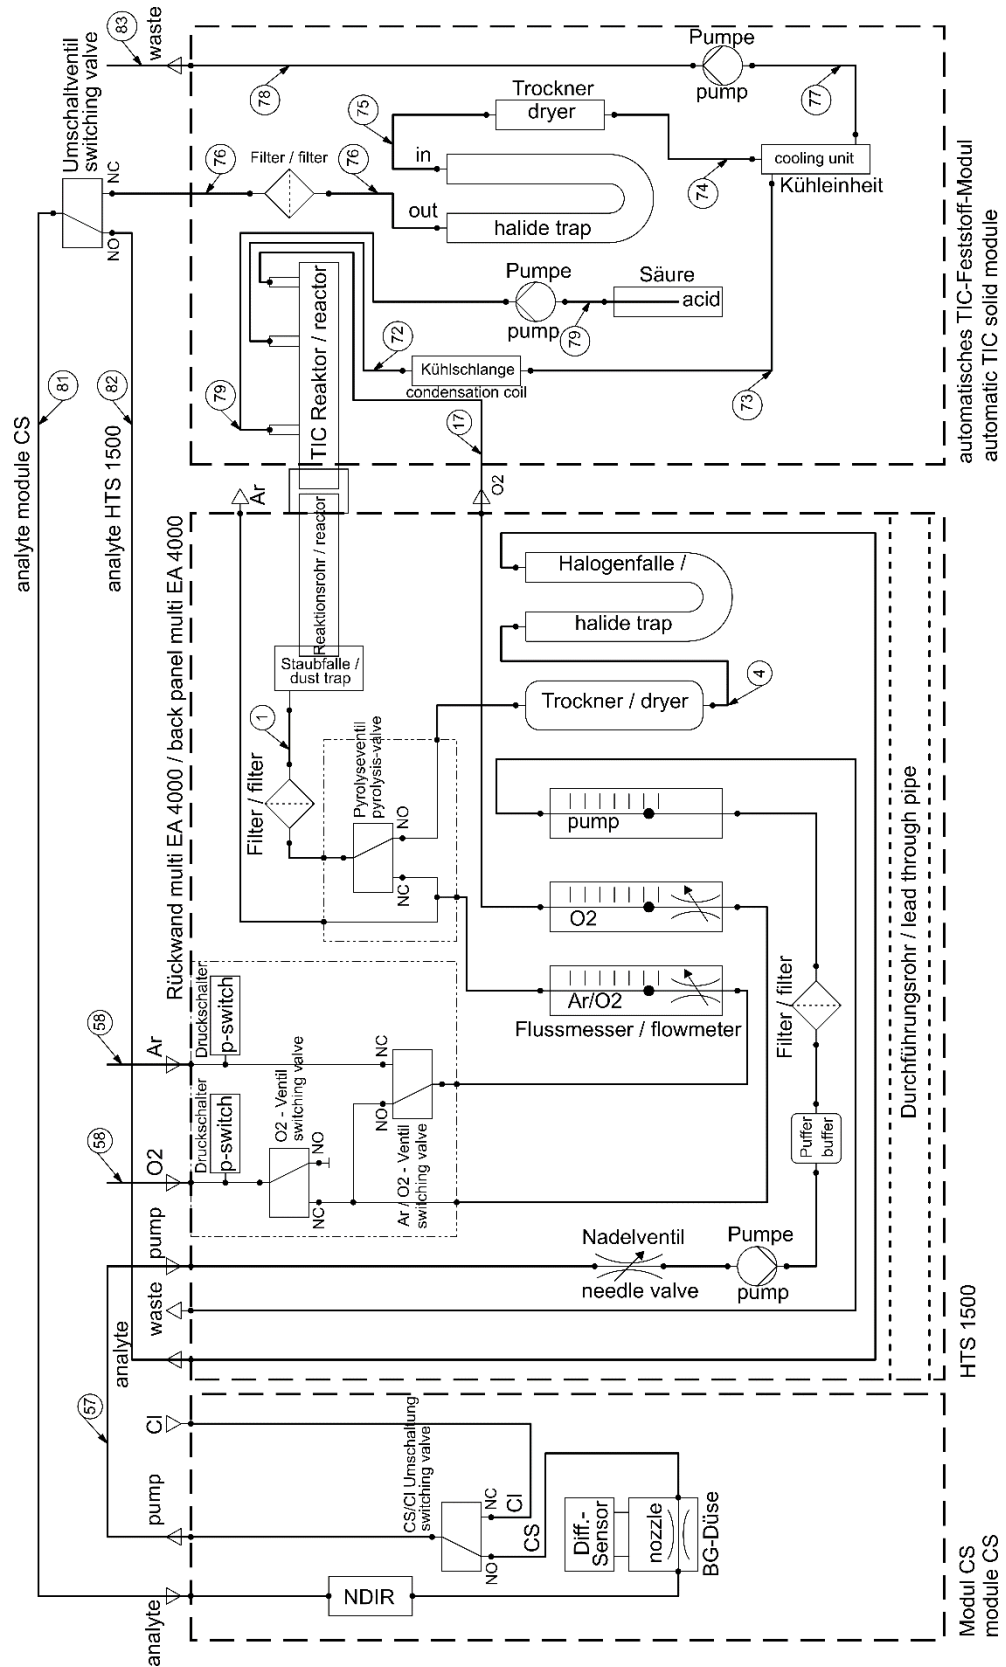 83
waste
Umschaltventil
switching valve
NC
NO
76
Filter / filter
76
78
Pumpe
pump
77
75
Trockner
dryer
in
out
halide trap
74
cooling unit
Kühleinheit
TIC Reaktor / reactor
Pumpe
pump
79
Säure
acid
72
Kühlschlange
condensation coil
73
79
17
O2
automatisches TIC-Feststoff-Modul
automatic TIC solid module
81
82
analyte module CS
analyte HTS 1500
Rückwand multi EA 4000 / back panel multi EA 4000
Ar
Reaktionsrohr / reactor
Staubfalle /
dust trap
1
Filter / filter
Pyrolyseventil
pyrolysis-valve
NO
NC
Halogenfalle /
halide trap
4
Trockner / dryer
pump
O2
Ar/O2
Flussmesser / flowmeter
Filter / filter
Puffer
buffer
Durchführungsrohr / lead through pipe
58
Ar
Druckschalter
p-switch
58
O2
Druckschalter
p-switch
O2 - Ventil
switching valve
NO
NC
NC
NO
Ar / O2 - Ventil
switching valve
pump
waste
analyte
Nadelventil
needle valve
Pumpe
pump
HTS 1500
57
Cl
pump
analyte
CS/Cl Umschaltung
switching valve
NC
NO
Cl
CS
NDIR
Diff.-
Sensor
nozzle
BG-Düse
Modul CS
module CS